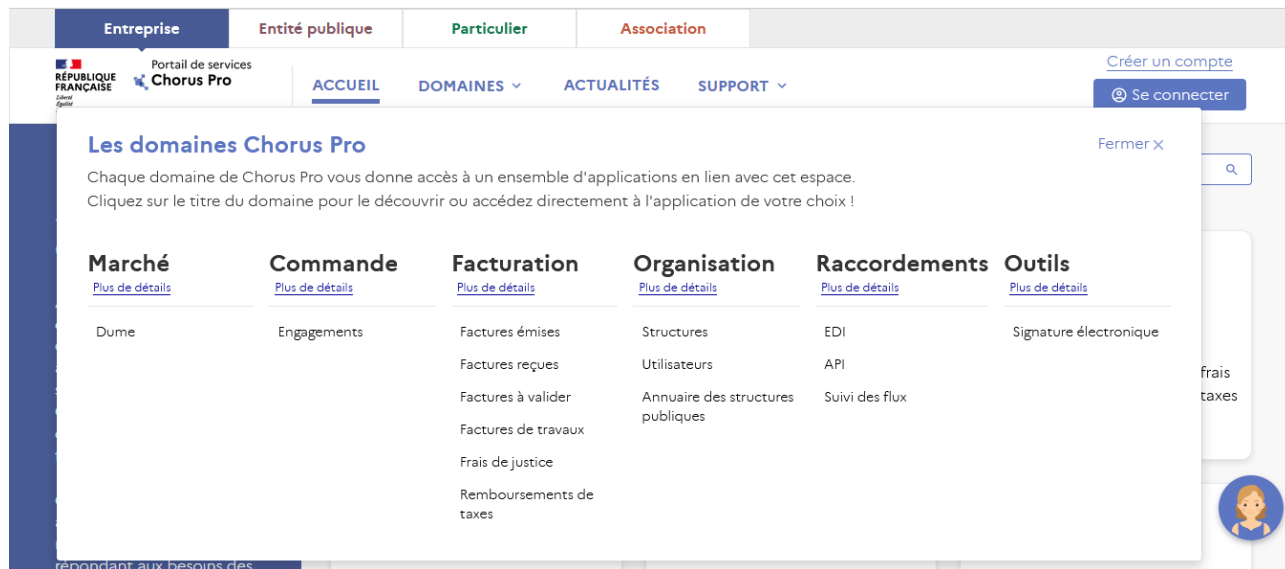 Entreprise
Entité publique
Particulier
Association
RÉPUBLIQUE
FRANÇAISE
Liberté
Égalité
Portail de services
Chorus Pro
ACCUEIL
DOMAINES
ACTUALITÉS
SUPPORT
Créer un compte
Se connecter
Les domaines Chorus Pro
Fermer
Chaque domaine de Chorus Pro vous donne accès à un ensemble d'applications en lien avec cet espace.
Cliquez sur le titre du domaine pour le découvrir ou accédez directement à l'application de votre choix !
Marché
Plus de détails
Dume
Commande
Plus de détails
Engagements
Facturation
Plus de détails
Factures émises
Factures reçues
Factures à valider
Factures de travaux
Frais de justice
Remboursements de
taxes
Organisation
Plus de détails
Structures
Utilisateurs
Annuaire des structures
publiques
Raccordements
Plus de détails
EDI
API
Suivi des flux
Outils
Plus de détails
Signature électronique
frais
taxes
répondant aux besoins des